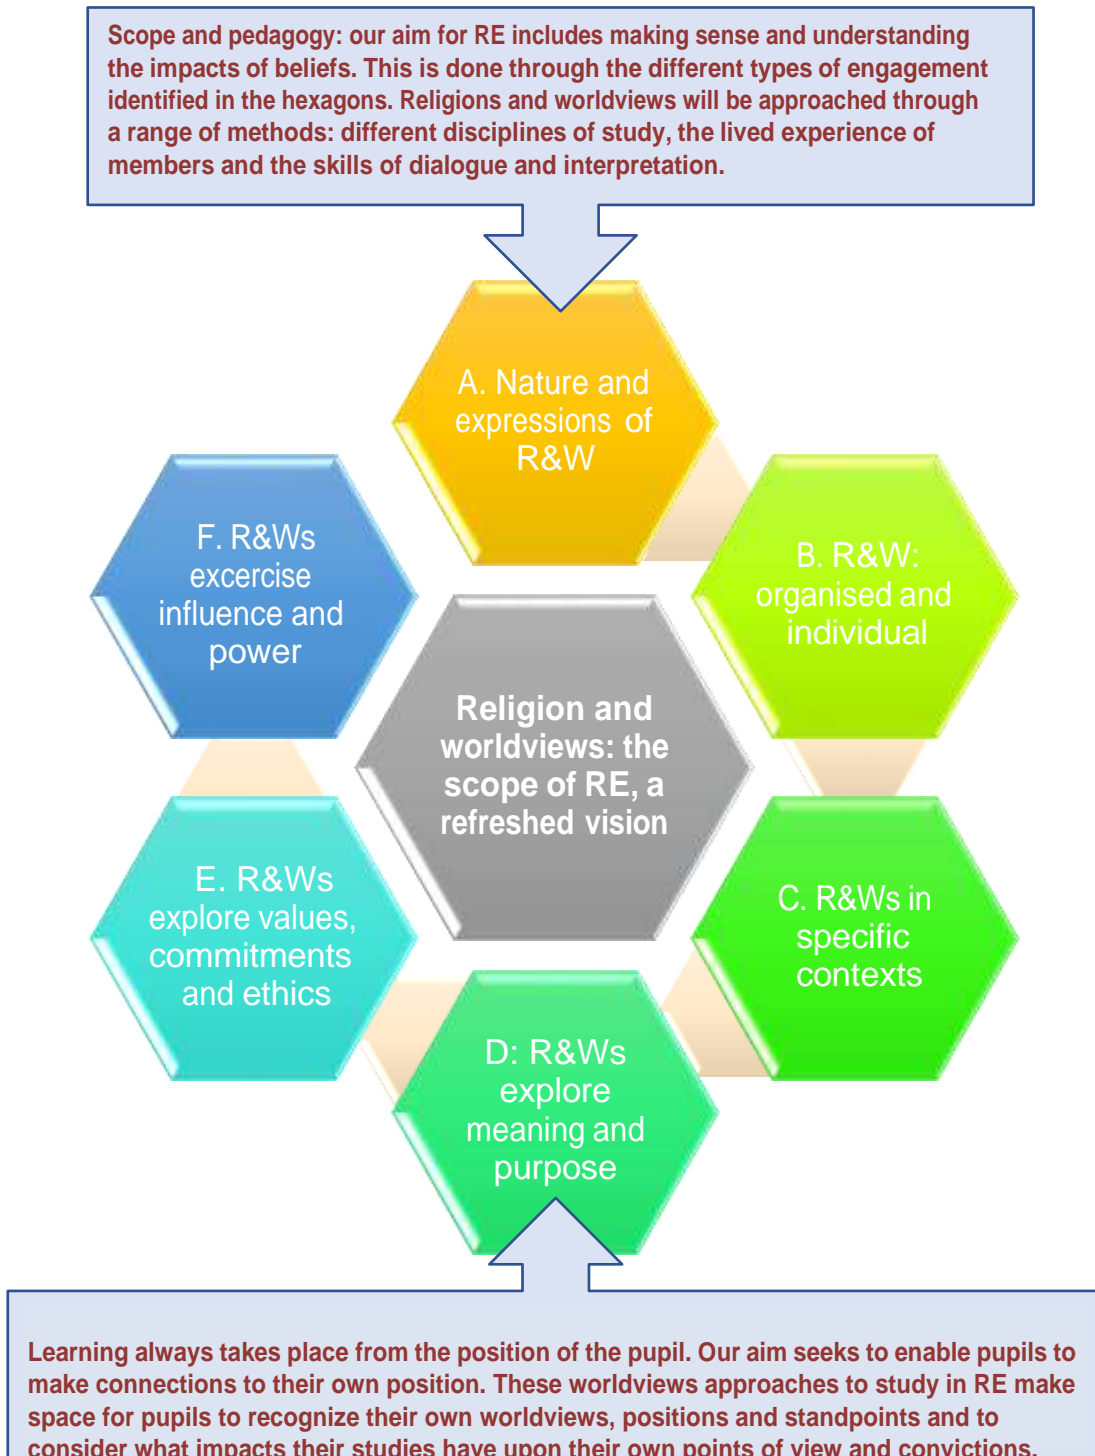 Scope and pedagogy: our aim for RE includes making sense and understanding
the impacts of beliefs. This is done through the different types of engagement
identified in the hexagons. Religions and worldviews will be approached through
a range of methods: different disciplines of study, the lived experience of
members and the skills of dialogue and interpretation.
A. Nature and
expressions of
R&W
B. R&W:
organised and
individual
C. R&Ws in
specific
contexts
D: R&Ws
explore
meaning and
purpose
E. R&Ws
explore values,
commitments
and ethics
F. R&Ws
excercise
influence and
power
Religion and
worldviews: the
scope of RE, a
refreshed vision
Learning always takes place from the position of the pupil. Our aim seeks to enable pupils to
make connections to their own position. These worldviews approaches to study in RE make
space for pupils to recognize their own worldviews, positions and standpoints and to
consider what impacts their studies have upon their own points of view and convictions.